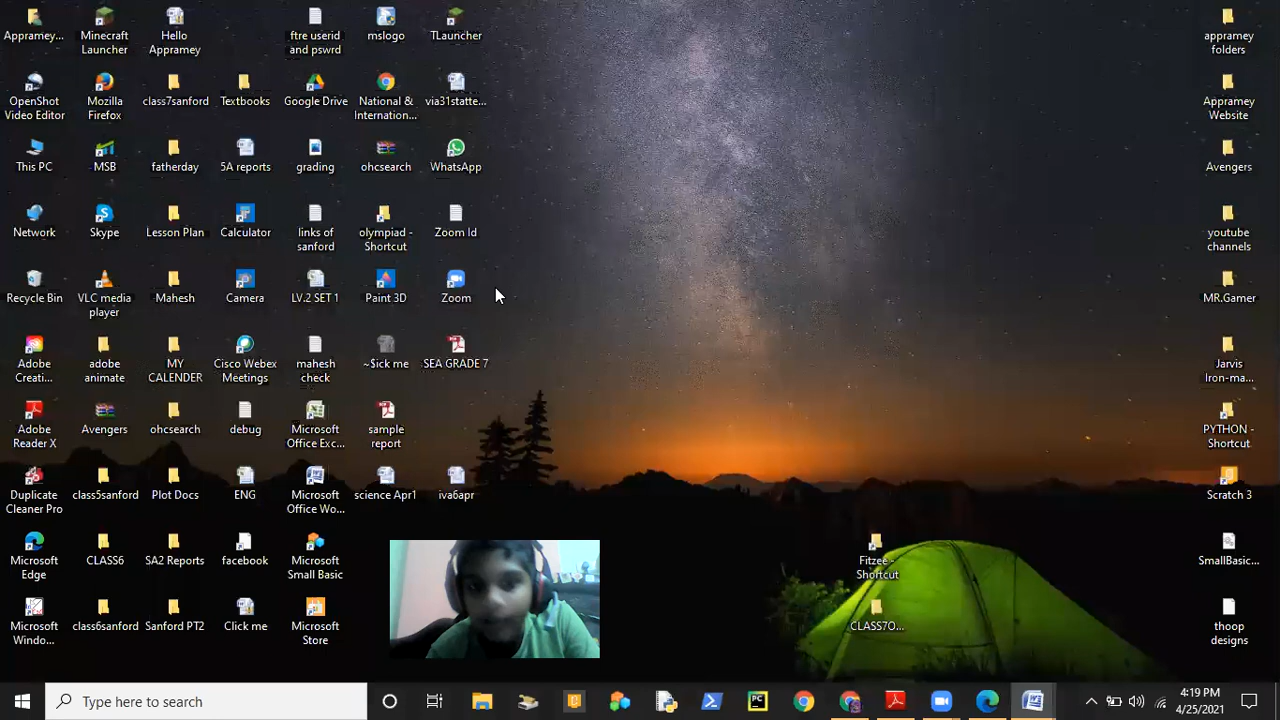 Appramey...
Minecraft
Launcher
Hello
Appramey
ftre userid
and pswrd
mslogo
TLauncher
appramey
folders
OpenShot
Video Editor
Mozilla
Firefox
class7sanford
Textbooks
Google Drive
National &
Internation...
via31statte...
Appramey
Website
This PC
MSB
fatherday
5A reports
grading
ohcsearch
WhatsApp
Avengers
Network
Skype
Lesson Plan
Calculator
links of
sanford
olympiad -
Shortcut
Zoom Id
youtube
channels
Recycle Bin
VLC media
player
Mahesh
Camera
LV.2 SET 1
Paint 3D
Zoom
MR.Gamer
Adobe
Creati...
adobe
animate
MY
CALENDER
Cisco Webex
Meetings
mahesh
check
~$ick me
SEA GRADE 7
Jarvis
Iron-ma...
Adobe
Reader X
Avengers
ohcsearch
debug
Microsoft
Office Exc...
sample
report
PYTHON -
Shortcut
Duplicate
Cleaner Pro
class5sanford
Plot Docs
ENG
Microsoft
Office Wo...
science Apr1
iva6apr
Scratch 3
Microsoft
Edge
CLASS6
SA2 Reports
facebook
Microsoft
Small Basic
Fitzee -
Shortcut
SmallBasic...
Microsoft
Windo...
class6sanford
Sanford PT2
Click me
Microsoft
Store
CLASS7O...
thoop
designs
Type here to search
4:19 PM
4/25/2021